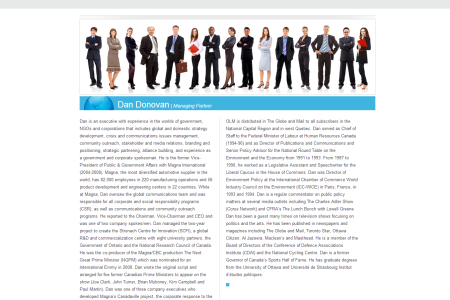 Dan Donovan | Managing Partner
Dan is an executive with experience in the worlds of government,
NGOs and corporations that includes global and domestic strategy
development, crisis and communications issues management,
community outreach, stakeholder and media relations, branding and
positioning, strategic partnering, alliance building, and experience as
a government and corporate spokesman. He is the former Vice-
President of Public & Government Affairs with Magna International
(2004-2008), Magna, the most diversified automotive supplier in the
world, has 82,000 employees in 220 manufacturing operations and 65
product development and engineering centers in 22 countries. While
at Magna, Dan oversaw the global communications team and was
responsible for all corporate and social responsibility programs
(CSR), as well as communications and community outreach
programs. He reported to the Chairman, Vice-Chairman and CEO and
was one of two company spokesmen. Dan managed the two-year
project to create the Stronach Centre for Innovation (SCFI), a global
R&D and commercialization centre with eight university partners, the
Government of Ontario and the National Research Council of Canada.
He was the co-producer of the Magna/CBC production The Next
Great Prime Minister (NGPM) which was nominated for an
international Emmy in 2008. Dan wrote the original script and
arranged for five former Canadian Prime Ministers to appear on the
show (Joe Clark, John Turner, Brian Mulroney, Kim Campbell and
Paul Martin). Dan was one of three company executives who
developed Magna's Canadaville project, the corporate response to the
OLM is distributed in The Globe and Mail to all subscribers in the
National Capital Region and in west Quebec. Dan served as Chief of
Staff to the Federal Minister of Labour at Human Resources Canada
(1994-96) and as Director of Publications and Communications and
Senior Policy Advisor for the National Round Table on the
Environment and the Economy from 1991 to 1993. From 1987 to
1990, he worked as a Legislative Assistant and Speechwriter for the
Liberal Caucus in the House of Commons. Dan was Director of
Environment Policy at the International Chamber of Commerce World
Industry Council on the Environment (ICC-WICE) in Paris, France, in
1993 and 1994. Dan is a regular commentator on public policy
matters at several media outlets including The Charles Adler Show
(Corus Network) and CFRA's The Lunch Bunch with Lowell Greene.
Dan has been a guest many times on television shows focusing on
politics and the arts. He has been published in newspapers and
magazines including The Globe and Mail, Toronto Star, Ottawa
Citizen, Al Jazeera, Maclean's and Masthead. He is a member of the
Board of Directors of the Conference of Defence Associations
Institute (CDAI) and the National Cycling Centre. Dan is a former
Governor of Canada's Sports Hall of Fame. He has graduate degrees
from the University of Ottawa and Universite de Strasbourg Institut
d'études politiques.